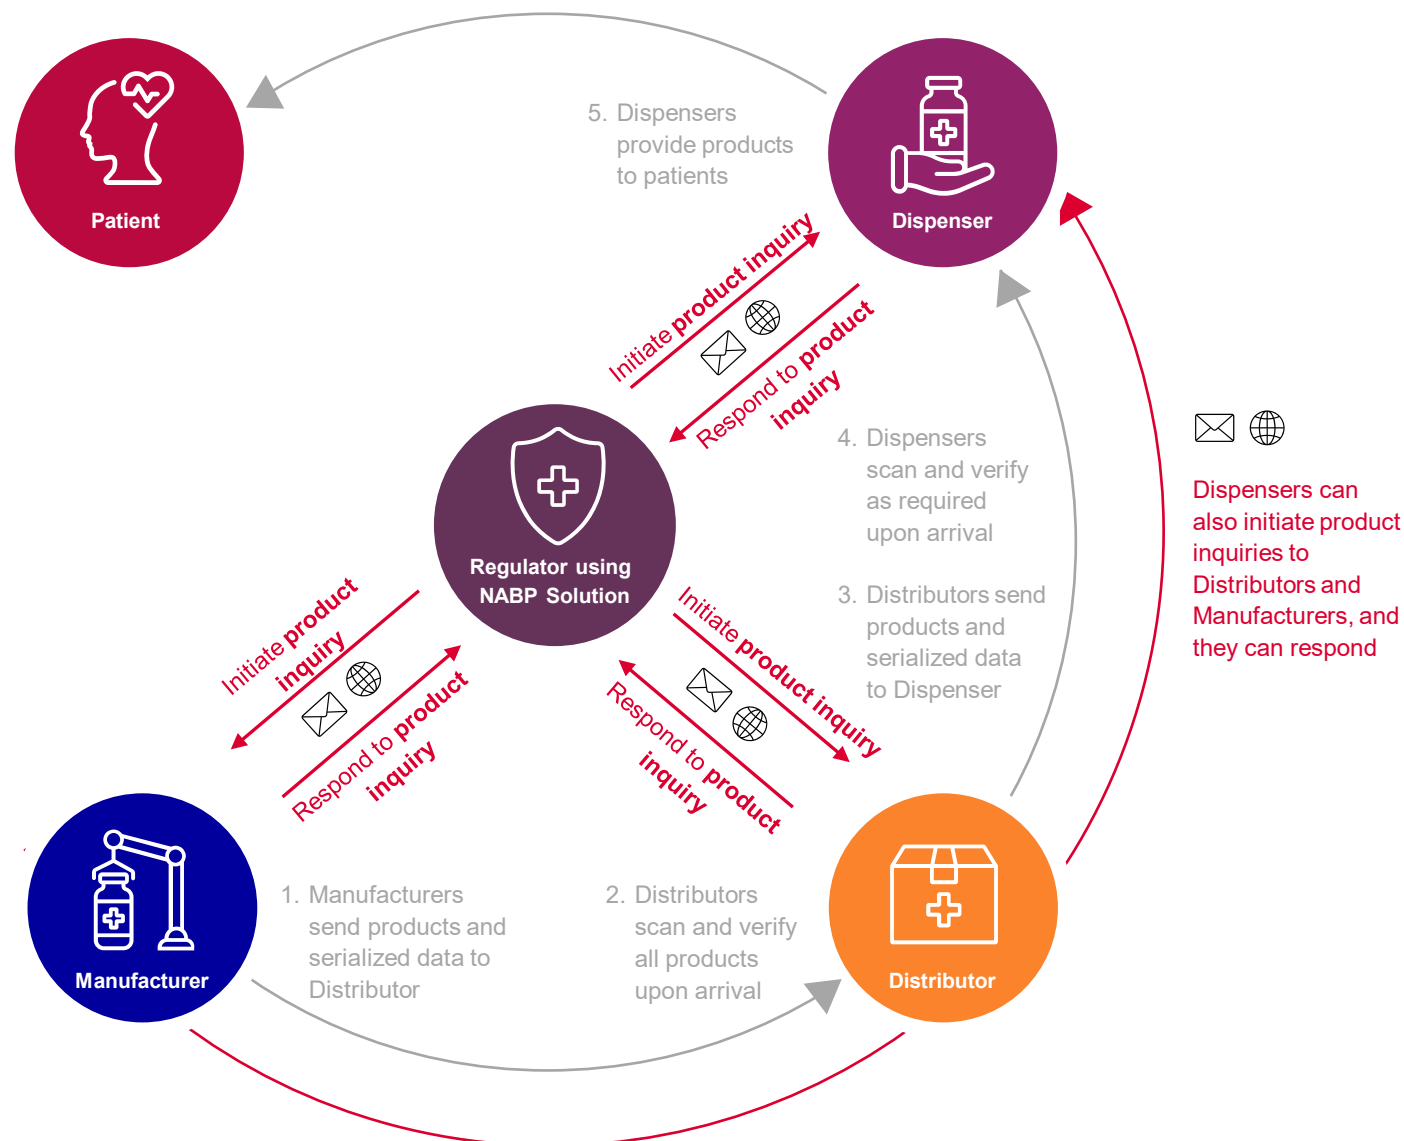 5. Dispensers
provide products
to patients
Patient
Dispenser
Initiate product inquiry
Respond to product
inquiry
4. Dispensers
scan and verify
as required
upon arrival
Dispensers can
also initiate product
inquiries to
Distributors and
Manufacturers, and
they can respond
Regulator using
NABP Solution
3. Distributors send
products and
serialized data
to Dispenser
Initiate product
inquiry
Respond to product
inquiry
Initiate product inquiry
Respond to product
inquiry
1. Manufacturers
send products and
serialized data to
Distributor
2. Distributors
scan and verify
all products
upon arrival
Manufacturer
Distributor